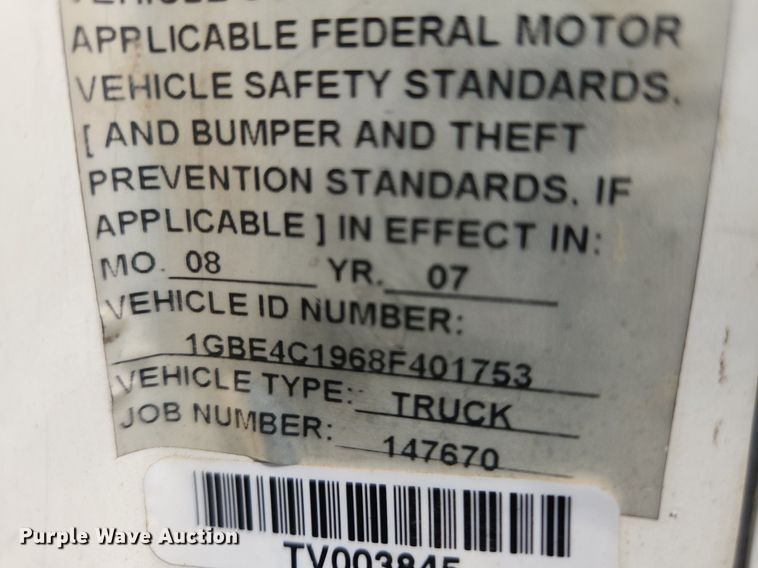 APPLICABLE FEDERAL MOTOR
VEHICLE SAFETY STANDARDS.
[ AND BUMPER AND THEFT
PREVENTION STANDARDS, IF
APPLICABLE ] IN EFFECT IN:
MO. 08 YR. 07
VEHICLE ID NUMBER:
1GBE4C1968F401753
VEHICLE TYPE: TRUCK
JOB NUMBER: 147670
TV003845
Purple Wave Auction